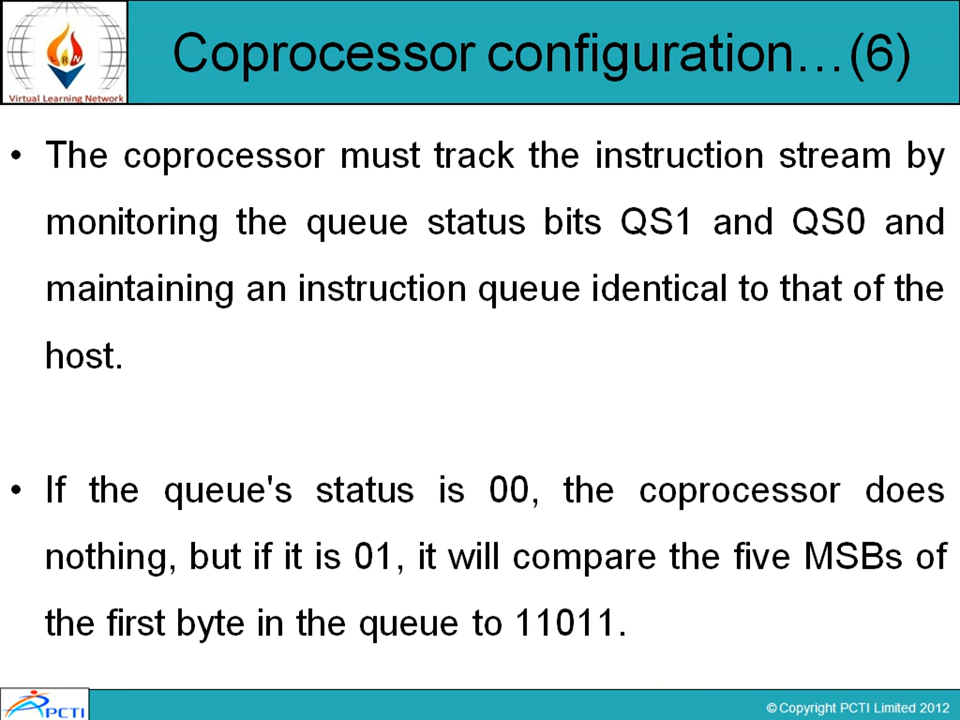 Coprocessor configuration…(6)
Virtual Learning Network
• The coprocessor must track the instruction stream by
monitoring the queue status bits QS1 and QS0 and
maintaining an instruction queue identical to that of the
host.
• If the queue's status is 00, the coprocessor does
nothing, but if it is 01, it will compare the five MSBs of
the first byte in the queue to 11011.
PCTI
© Copyright PCTI Limited 2012